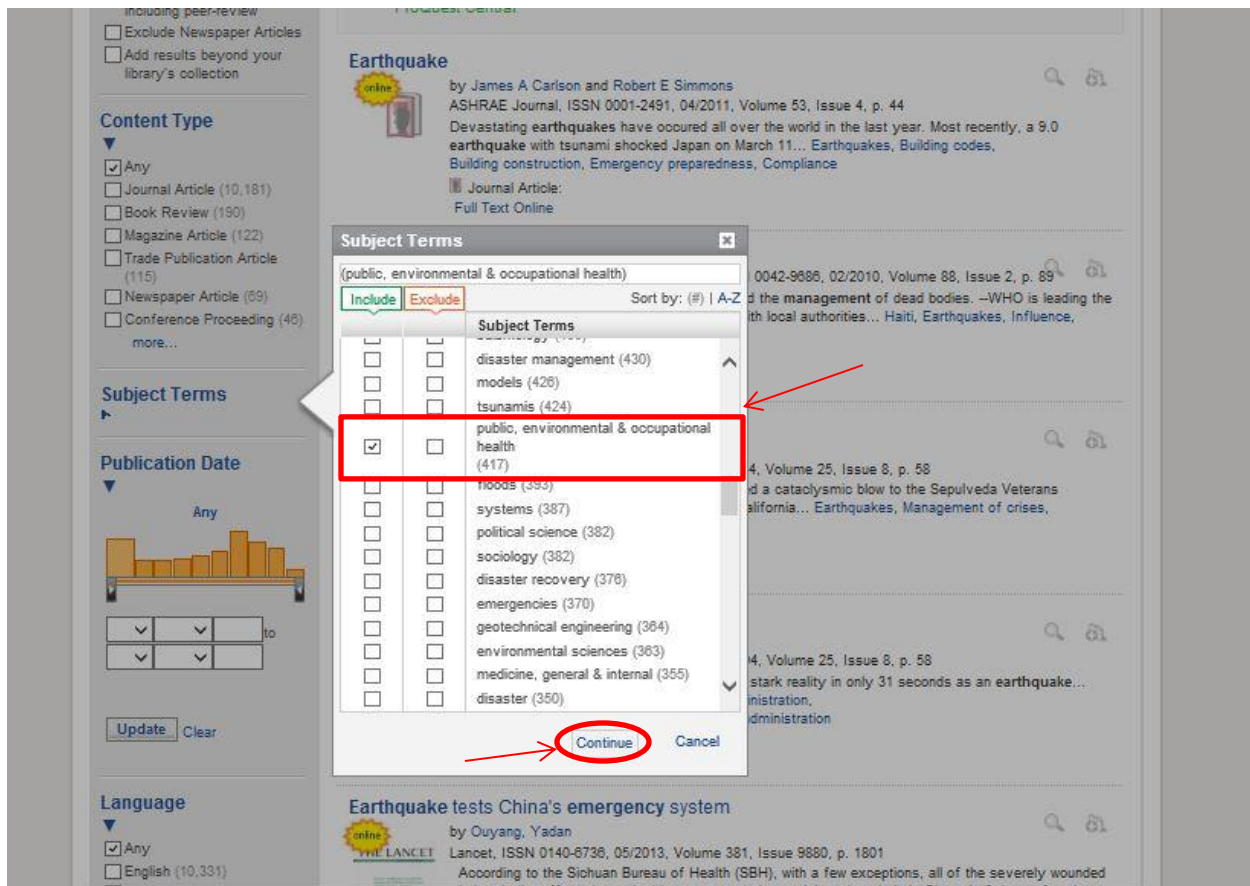 including peer-review
Exclude Newspaper Articles
Add results beyond your
library's collection
Content Type
Any
Journal Article (10,181)
Book Review (190)
Magazine Article (122)
Trade Publication Article
(115)
Newspaper Article (69)
Conference Proceeding (46)
more...
Subject Terms
Publication Date
Any
to
Update Clear
Language
Any
English (10,331)
ProQuest Central
Earthquake
online
by James A Carlson and Robert E Simmons
ASHRAE Journal, ISSN 0001-2491, 04/2011, Volume 53, Issue 4, p. 44
Devastating earthquakes have occured all over the world in the last year. Most recently, a 9.0
earthquake with tsunami shocked Japan on March 11... Earthquakes, Building codes,
Building construction, Emergency preparedness, Compliance
Journal Article:
Full Text Online
Subject Terms
(public, environmental & occupational health)
Include Exclude Sort by: (#) | A-Z
Subject Terms
disaster management (430)
models (426)
tsunamis (424)
public, environmental & occupational
health
(417)
floods (393)
systems (387)
political science (382)
sociology (382)
disaster recovery (376)
emergencies (370)
geotechnical engineering (364)
environmental sciences (363)
medicine, general & internal (355)
disaster (350)
Continue Cancel
0042-9686, 02/2010, Volume 88, Issue 2, p. 89
d the management of dead bodies. --WHO is leading the
ith local authorities... Haiti, Earthquakes, Influence,
4, Volume 25, Issue 8, p. 58
d a cataclysmic blow to the Sepulveda Veterans
alifornia... Earthquakes, Management of crises,
4, Volume 25, Issue 8, p. 58
stark reality in only 31 seconds as an earthquake...
inistration,
dministration
Earthquake tests China's emergency system
online
by Ouyang, Yadan
THE LANCET
Lancet, ISSN 0140-6736, 05/2013, Volume 381, Issue 9880, p. 1801
According to the Sichuan Bureau of Health (SBH), with a few exceptions, all of the severely wounded